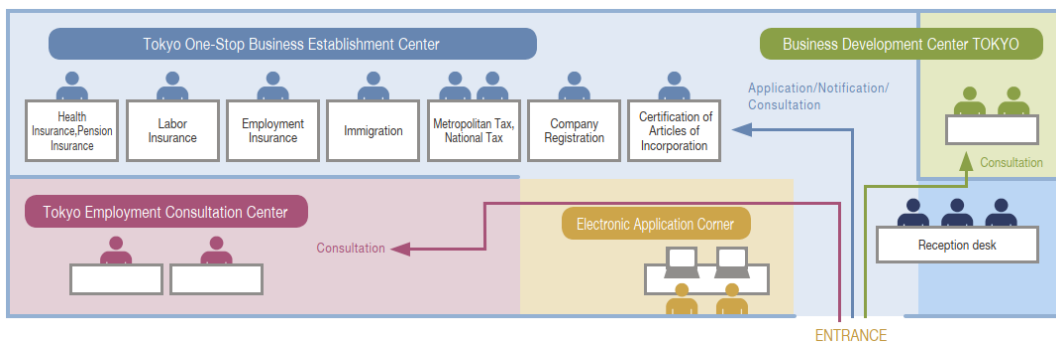 Tokyo One-Stop Business Establishment Center
Business Development Center TOKYO
Health
Insurance,Pension
Insurance
Labor
Insurance
Employment
Insurance
Immigration
Metropolitan Tax,
National Tax
Company
Registration
Certification of
Articles of
Incorporation
Application/Notification/
Consultation
Consultation
Tokyo Employment Consultation Center
Consultation
Electronic Application Corner
Reception desk
ENTRANCE